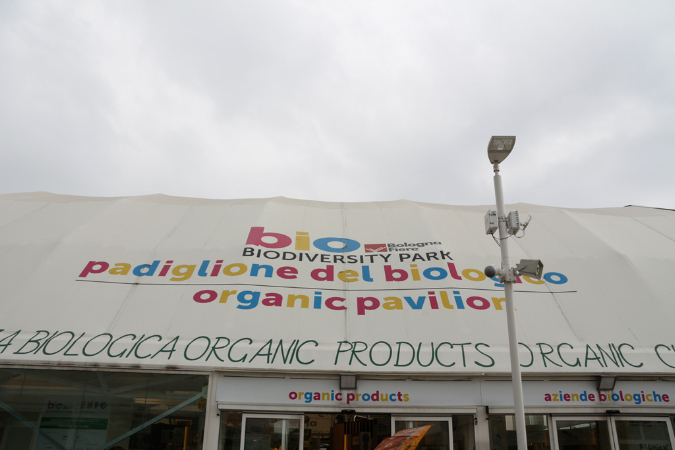 bio
Bologna
Fiere
BIODIVERSITY PARK
padiglione del biologico
organic pavilion
A BIOLOGICA ORGANIC PRODUCTS ORGANIC C
organic products
aziende biologiche